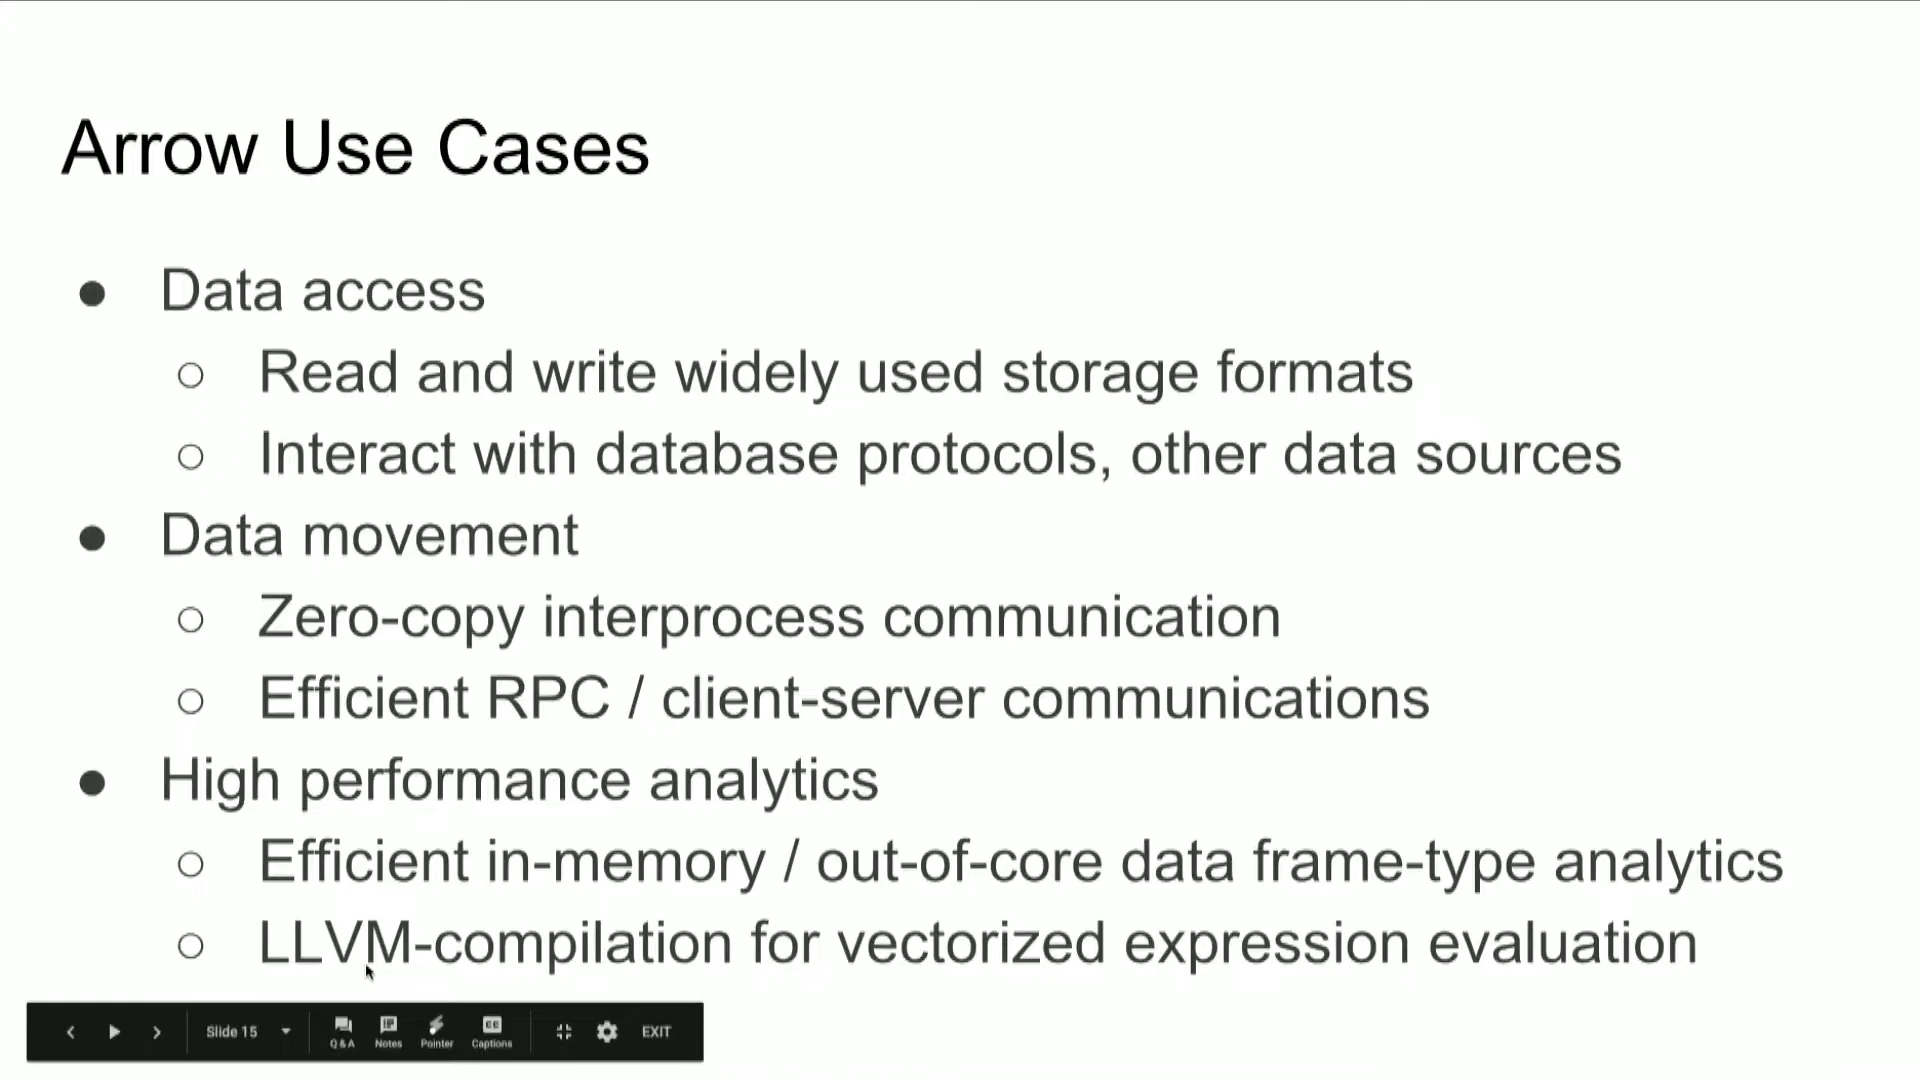 Arrow Use Cases
● Data access
○ Read and write widely used storage formats
○ Interact with database protocols, other data sources
● Data movement
○ Zero-copy interprocess communication
○ Efficient RPC / client-server communications
● High performance analytics
○ Efficient in-memory / out-of-core data frame-type analytics
○ LLVM-compilation for vectorized expression evaluation
Slide 15 Q & A Notes Pointer CC Captions EXIT